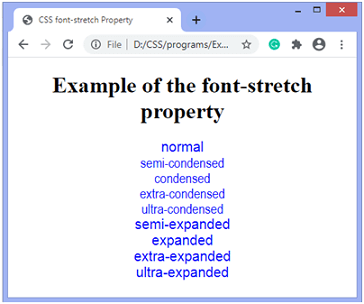 CSS font-stretch Property
File | D:/CSS/programs/Ex...
Example of the font-stretch
property
normal
semi-condensed
condensed
extra-condensed
ultra-condensed
semi-expanded
expanded
extra-expanded
ultra-expanded